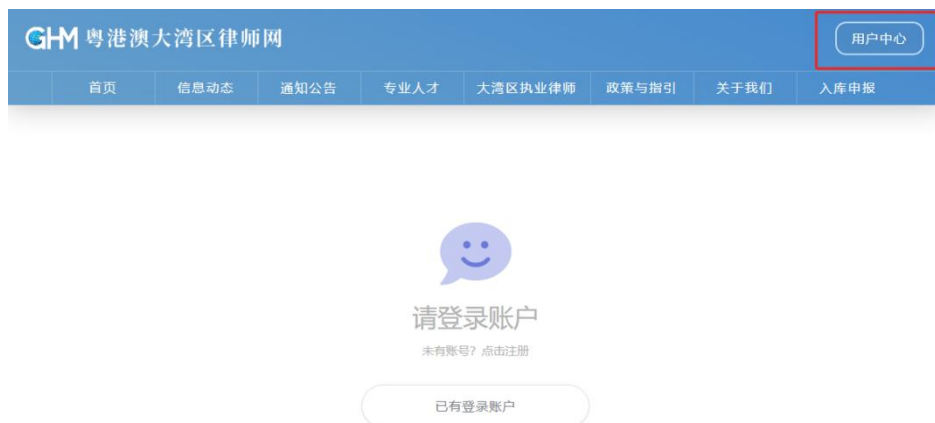 GHM 粤港澳大湾区律师网
用户中心
首页 信息动态 通知公告 专业人才 大湾区执业律师 政策与指引 关于我们 入库申报
请登录账户
未有账号？点击注册
已有登录账户